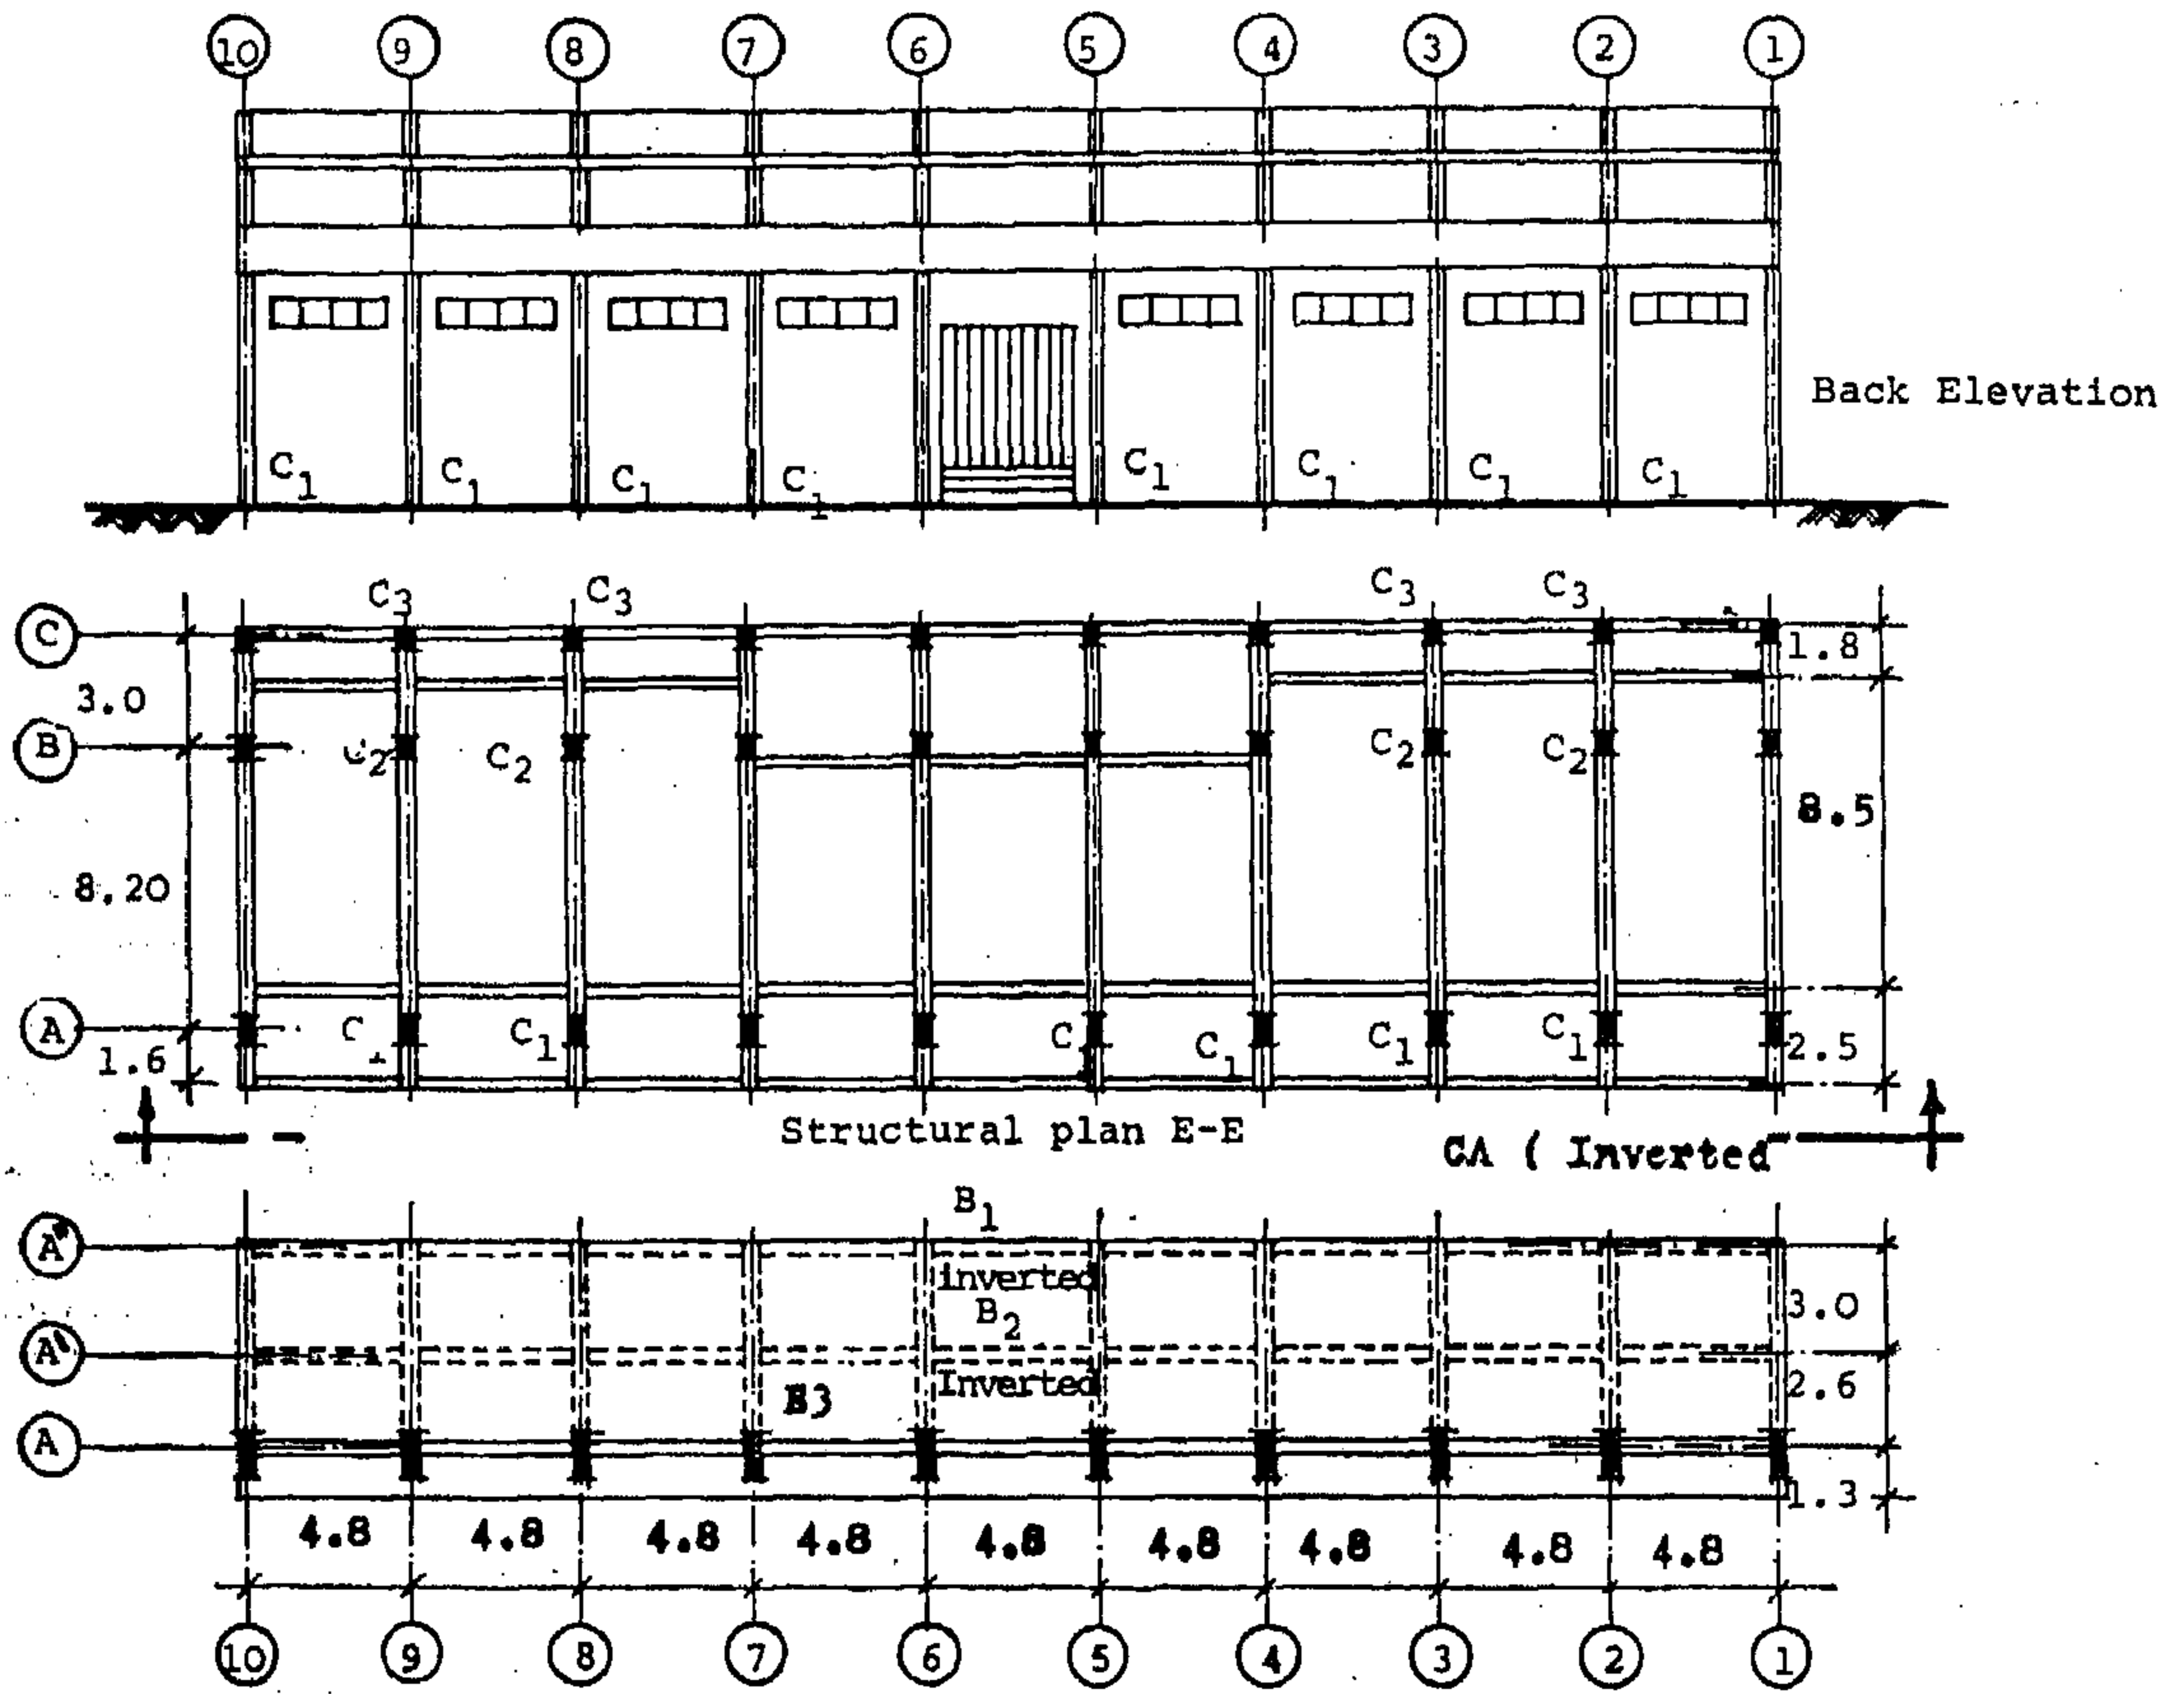 10 9 8 7 6 5 4 3 2 1
Back Elevation
C1 C1 C1 C1 C1 C1 C1 C1
C3 C3 C3 C3
C
1.8
3.0
B
C2 C2 C2 C2
8.5
8.20
A
C1 C1 C1 C1 C1
1.6
2.5
Structural plan E-E
CA ( Inverted
B1
A"
inverted
3.0
B2
A'
Inverted
2.6
B3
A
1.3
4.8 4.8 4.8 4.8 4.8 4.8 4.8 4.8 4.8
10 9 8 7 6 5 4 3 2 1